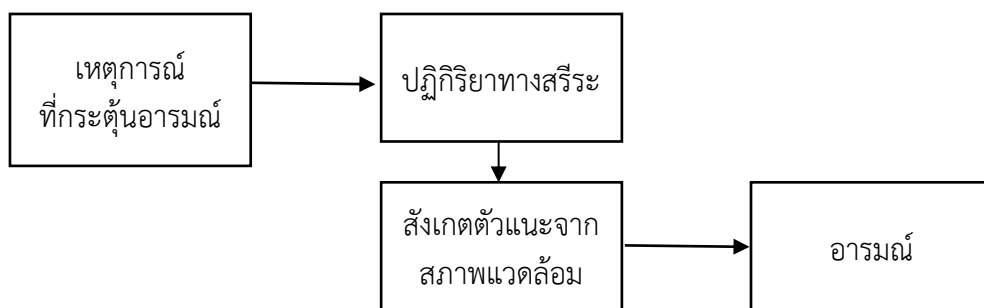 เหตุการณ์
ที่กระตุ้นอารมณ์
ปฏิกิริยาทางสรีระ
สังเกตตัวแนะจาก
สภาพแวดล้อม
อารมณ์